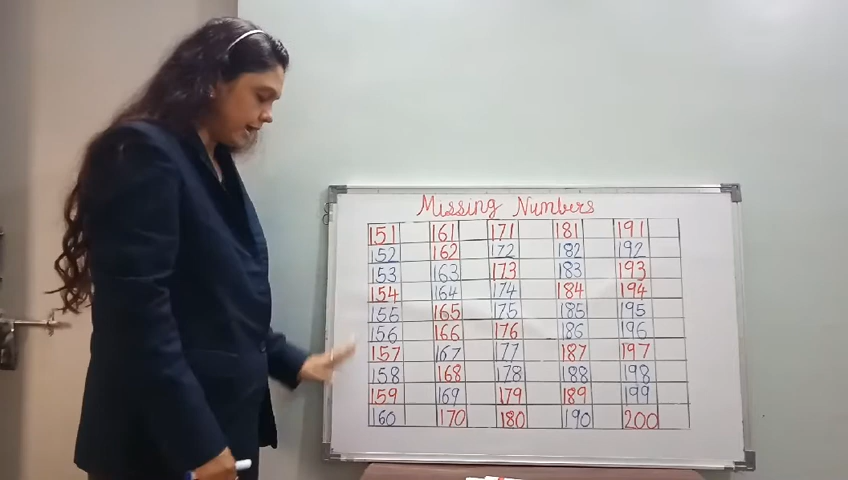 Missing Numbers
151 161 171 181 191
152 162 172 182 192
153 163 173 183 193
154 164 174 184 194
155 165 175 185 195
156 166 176 186 196
157 167 177 187 197
158 168 178 188 198
159 169 179 189 199
160 170 180 190 200